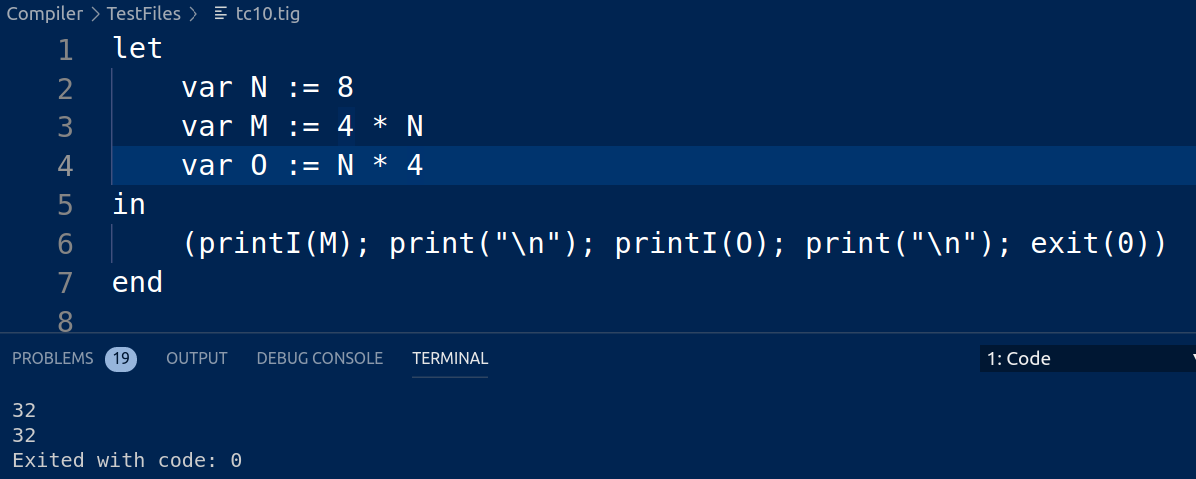 Compiler > TestFiles > tc10.tig
1 let
2 var N := 8
3 var M := 4 * N
4 var O := N * 4
5 in
6 (printI(M); print("\n"); printI(O); print("\n"); exit(0))
7 end
8
PROBLEMS 19 OUTPUT DEBUG CONSOLE TERMINAL 1: Code
32
32
Exited with code: 0